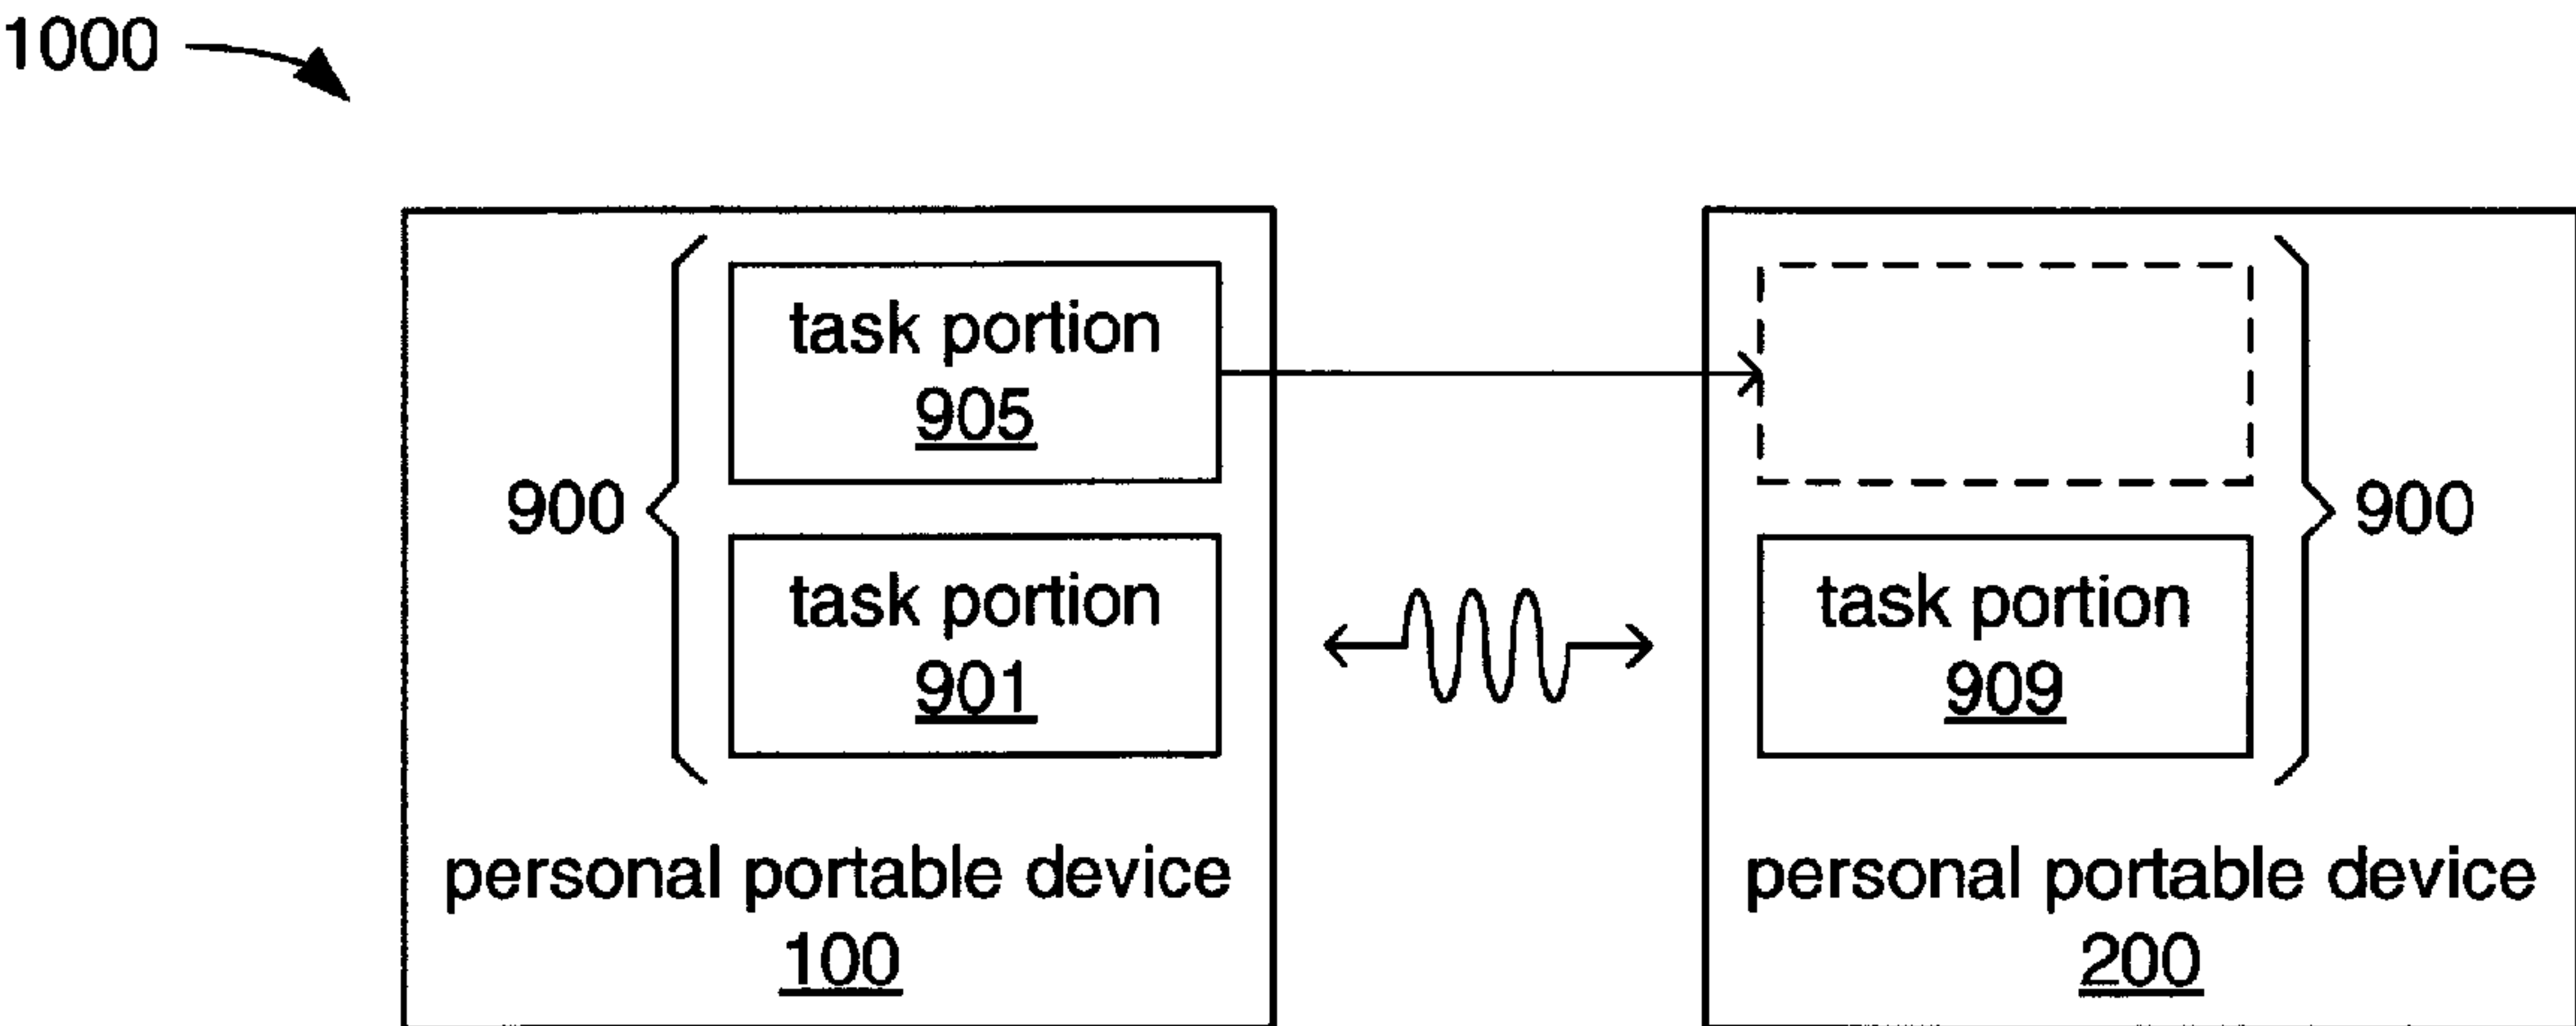 1000
task portion
905
900
task portion
901
personal portable device
100
task portion
909
900
personal portable device
200